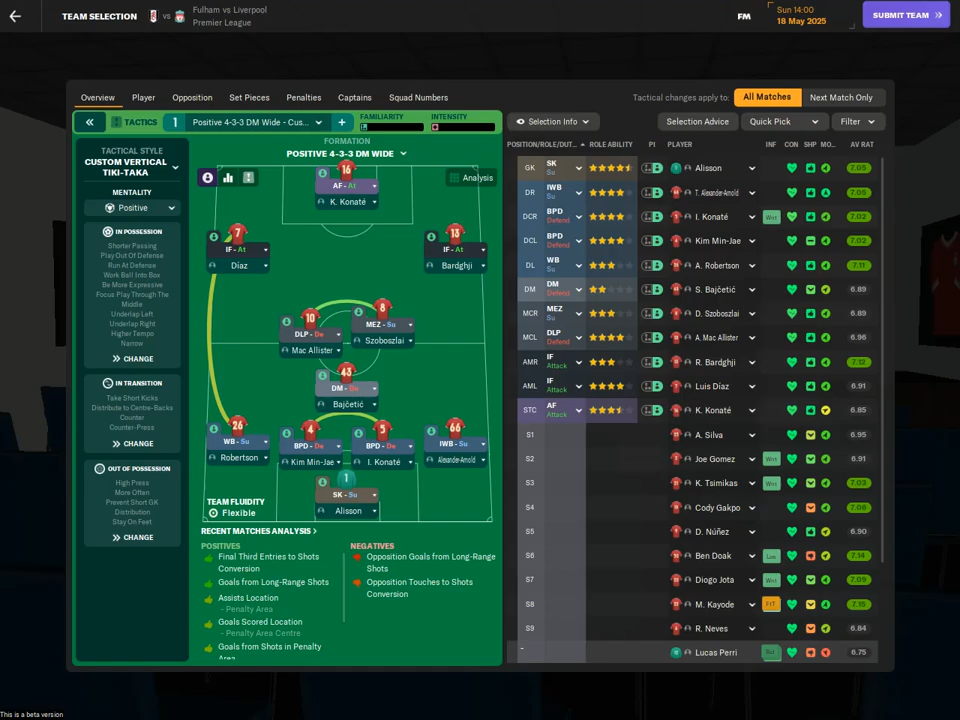 TEAM SELECTION
vs
Fulham vs Liverpool
Premier League
FM
Sun 14:00
18 May 2025
SUBMIT TEAM
Overview Player Opposition Set Pieces Penalties Captains Squad Numbers
Tactical changes apply to: All Matches Next Match Only
TACTICS 1 Positive 4-3-3 DM Wide - Cus... + FAMILIARITY INTENSITY
Selection Info Selection Advice Quick Pick Filter
TACTICAL STYLE
CUSTOM VERTICAL
TIKI-TAKA
MENTALITY
Positive
IN POSSESSION
Shorter Passing
Play Out Of Defense
Run At Defense
Work Ball Into Box
Be More Expressive
Focus Play Through The
Middle
Underlap Left
Underlap Right
Higher Tempo
Narrow
CHANGE
IN TRANSITION
Take Short Kicks
Distribute to Centre-Backs
Counter
Counter-Press
CHANGE
OUT OF POSSESSION
High Press
More Often
Prevent Short GK
Distribution
Stay On Feet
CHANGE
FORMATION
POSITIVE 4-3-3 DM WIDE
Analysis
16
AF - At
K. Konaté
7
IF - At
Díaz
13
IF - At
Bardghji
10
DLP - De
Mac Allister
8
MEZ - Su
Szoboszlai
43
DM - De
Bajčetić
26
WB - Su
Robertson
4
BPD - De
Kim Min-Jae
5
BPD - De
I. Konaté
66
IWB - Su
Alexander-Arnold
1
SK - Su
Alisson
TEAM FLUIDITY
Flexible
RECENT MATCHES ANALYSIS
POSITIVES
Final Third Entries to Shots
Conversion
Goals from Long-Range Shots
Assists Location
- Penalty Area
Goals Scored Location
- Penalty Area Centre
Goals from Shots in Penalty
Area
NEGATIVES
Opposition Goals from Long-Range
Shots
Opposition Touches to Shots
Conversion
POSITION/ROLE/DUT... ROLE ABILITY PI PLAYER INF CON SHP MO... AV RAT
GK SK Su Alisson 7.05
DR IWB Su T. Alexander-Arnold 7.05
DCR BPD Defend I. Konaté Wnt 7.02
DCL BPD Defend Kim Min-Jae 7.02
DL WB Su A. Robertson 7.11
DM DM Defend S. Bajčetić 6.89
MCR MEZ Su D. Szoboszlai 6.89
MCL DLP Defend A. Mac Allister 6.96
AMR IF Attack R. Bardghji 7.12
AML IF Attack Luis Díaz 6.91
STC AF Attack K. Konaté 6.85
S1 A. Silva 6.95
S2 Joe Gomez Wnt 6.91
S3 K. Tsimikas Wnt 7.03
S4 Cody Gakpo 7.08
S5 D. Núñez 6.90
S6 Ben Doak 7.14
S7 Diogo Jota Wnt 7.09
S8 M. Kayode 7.15
S9 R. Neves 6.84
- Lucas Perri 6.75
This is a beta version